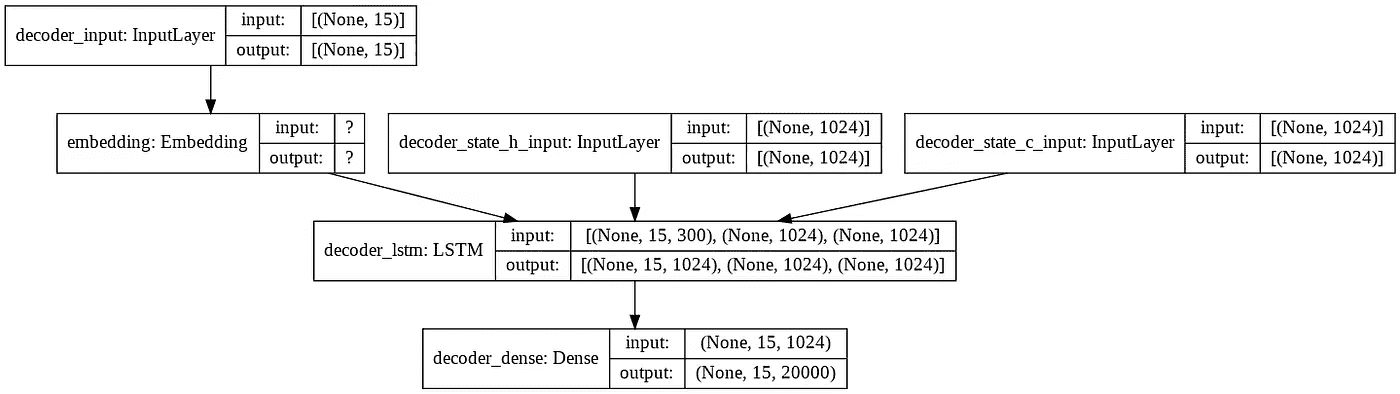 decoder_input: InputLayer
input: [(None, 15)]
output: [(None, 15)]
embedding: Embedding
input: ?
output: ?
decoder_state_h_input: InputLayer
input: [(None, 1024)]
output: [(None, 1024)]
decoder_state_c_input: InputLayer
input: [(None, 1024)]
output: [(None, 1024)]
decoder_lstm: LSTM
input: [(None, 15, 300), (None, 1024), (None, 1024)]
output: [(None, 15, 1024), (None, 1024), (None, 1024)]
decoder_dense: Dense
input: (None, 15, 1024)
output: (None, 15, 20000)